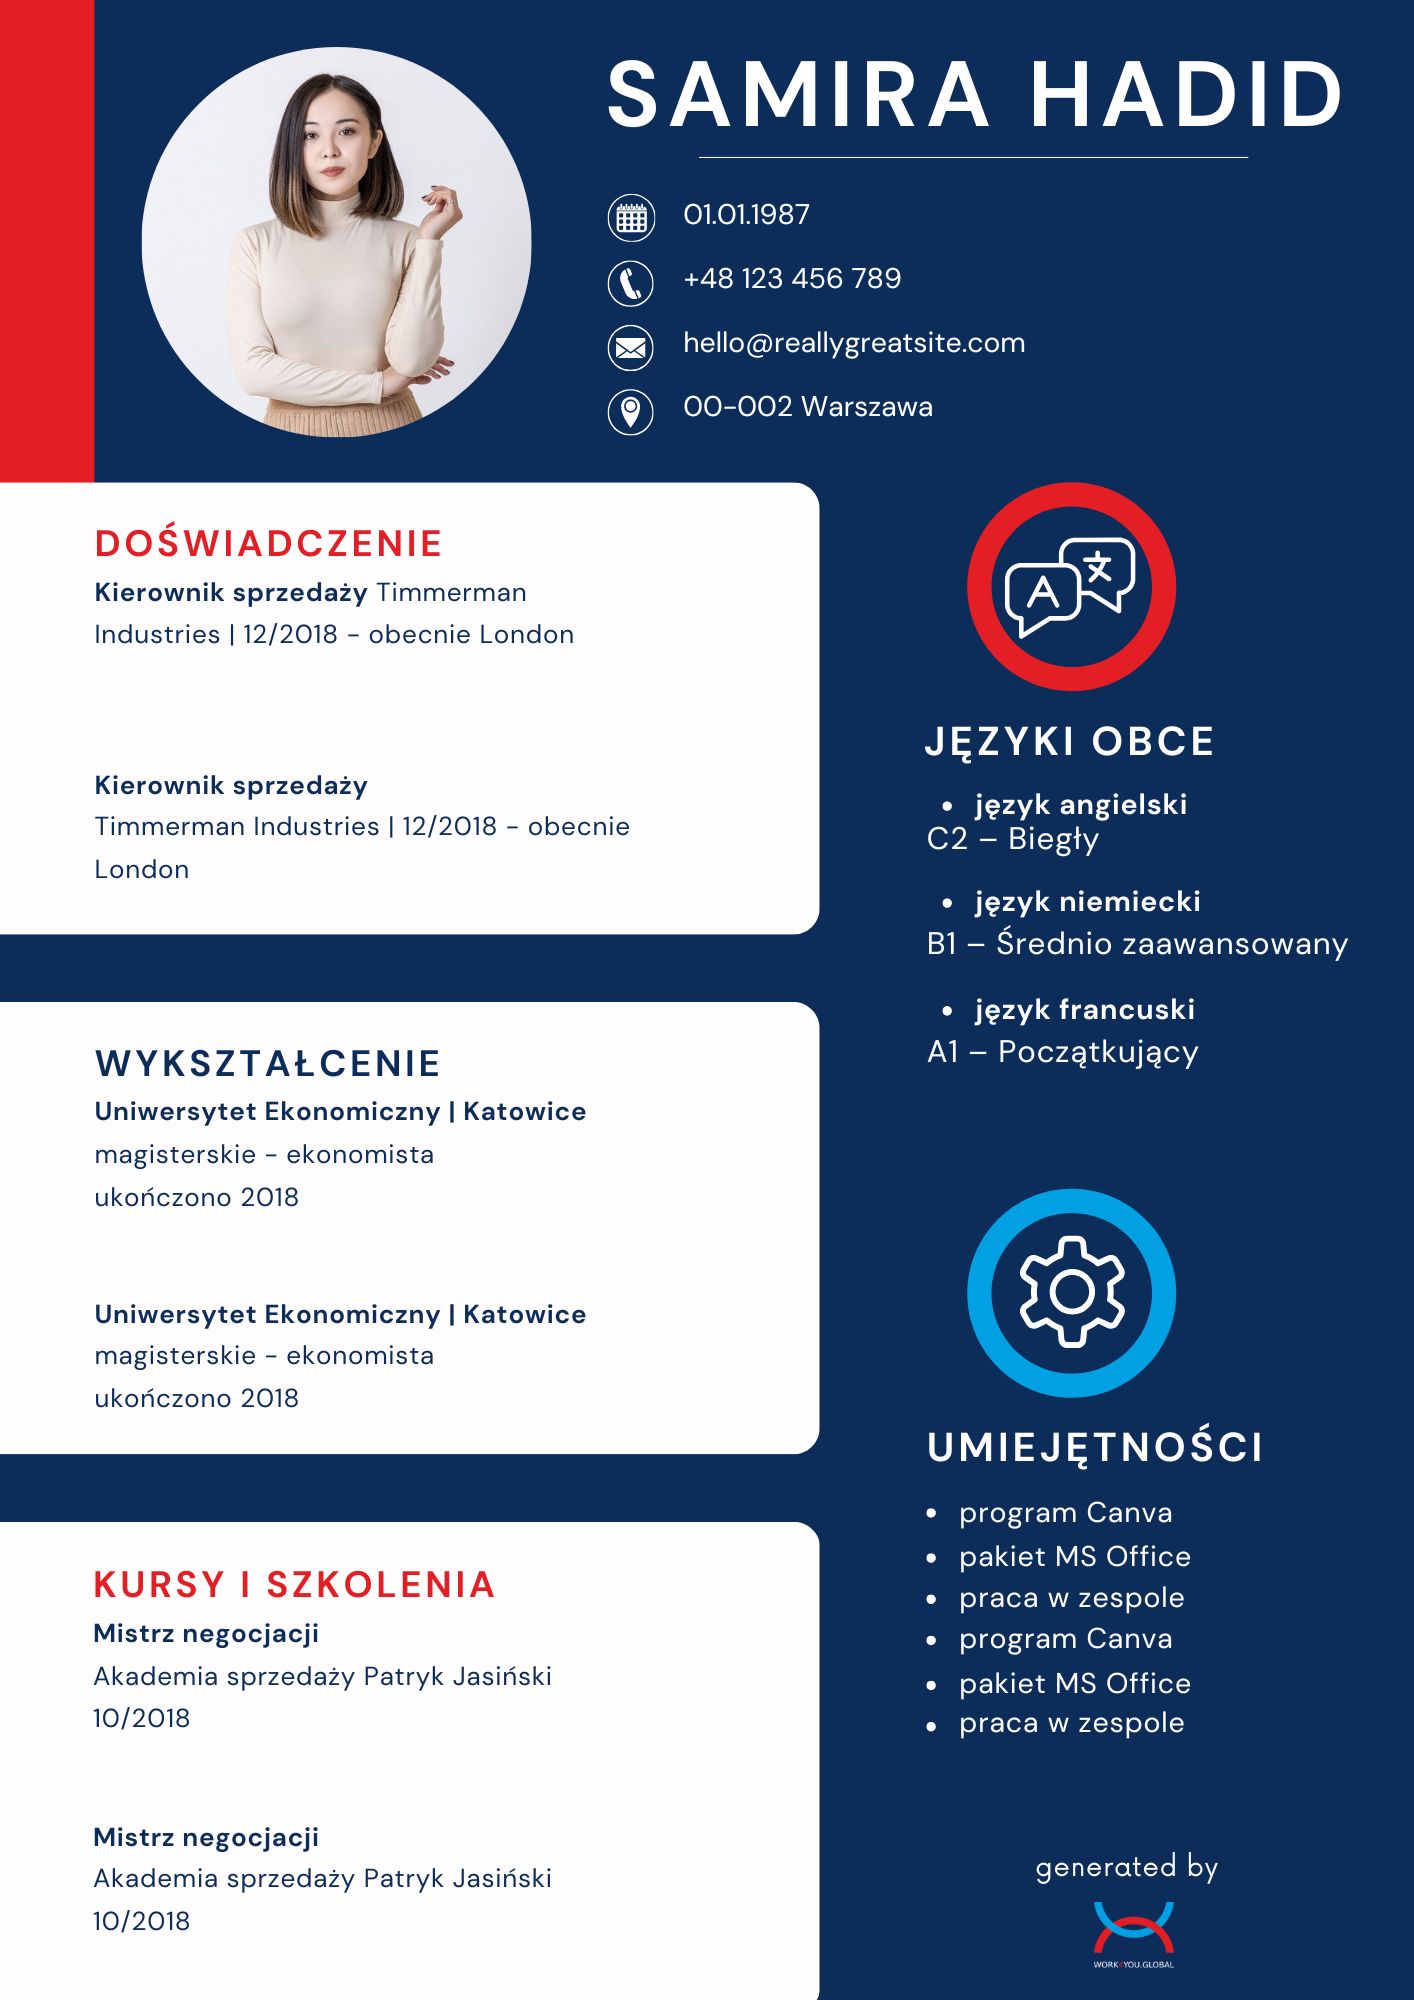 SAMIRA HADID
01.01.1987
+48 123 456 789
hello@reallygreatsite.com
00-002 Warszawa
DOŚWIADCZENIE
Kierownik sprzedaży Timmerman
Industries | 12/2018 - obecnie London
Kierownik sprzedaży
Timmerman Industries | 12/2018 - obecnie
London
WYKSZTAŁCENIE
Uniwersytet Ekonomiczny | Katowice
magisterskie - ekonomista
ukończono 2018
Uniwersytet Ekonomiczny | Katowice
magisterskie - ekonomista
ukończono 2018
KURSY I SZKOLENIA
Mistrz negocjacji
Akademia sprzedaży Patryk Jasiński
10/2018
Mistrz negocjacji
Akademia sprzedaży Patryk Jasiński
10/2018
A 文
JĘZYKI OBCE
• język angielski
C2 – Biegły
• język niemiecki
B1 – Średnio zaawansowany
• język francuski
A1 – Początkujący
UMIEJĘTNOŚCI
• program Canva
• pakiet MS Office
• praca w zespole
• program Canva
• pakiet MS Office
• praca w zespole
generated by
WORK4YOU.GLOBAL